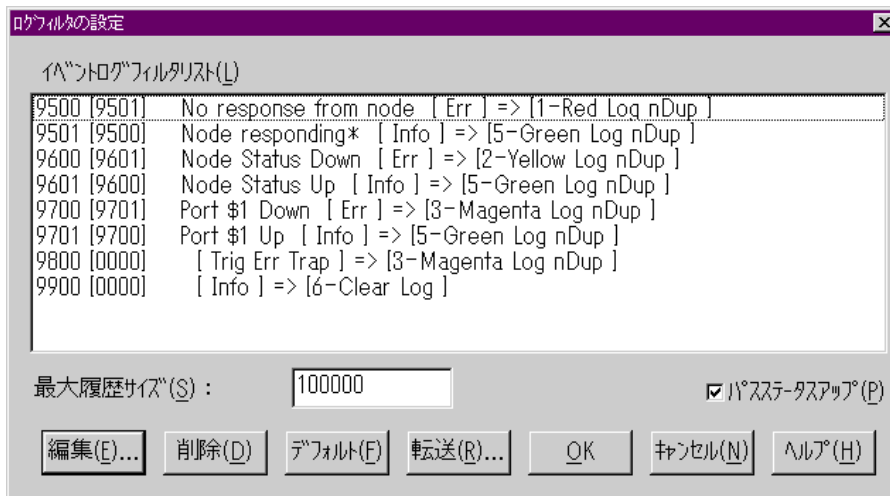 ﾛｸﾞﾌｨﾙﾀの設定
ｲﾍﾞﾝﾄﾛｸﾞﾌｨﾙﾀﾘｽﾄ(L)
9500 [9501] No response from node [ Err ] => [1-Red Log nDup ]
9501 [9500] Node responding* [ Info ] => [5-Green Log nDup ]
9600 [9601] Node Status Down [ Err ] => [2-Yellow Log nDup ]
9601 [9600] Node Status Up [ Info ] => [5-Green Log nDup ]
9700 [9701] Port $1 Down [ Err ] => [3-Magenta Log nDup ]
9701 [9700] Port $1 Up [ Info ] => [5-Green Log nDup ]
9800 [0000] [ Trig Err Trap ] => [3-Magenta Log nDup ]
9900 [0000] [ Info ] => [6-Clear Log ]
最大履歴ｻｲｽﾞ(S) : 100000 ﾊﾟｽｽﾃｰﾀｽｱｯﾌﾟ(P)
編集(E)... 削除(D) ﾃﾞﾌｫﾙﾄ(F) 転送(R)... OK ｷｬﾝｾﾙ(N) ﾍﾙﾌﾟ(H)